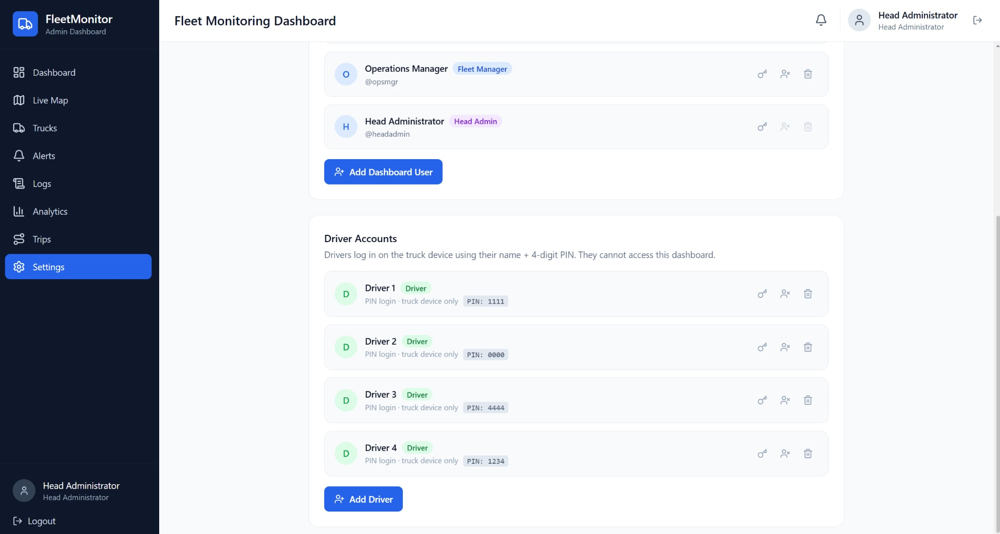 FleetMonitor
Admin Dashboard
Dashboard
Live Map
Trucks
Alerts
Logs
Analytics
Trips
Settings
Head Administrator
Head Administrator
Logout
Fleet Monitoring Dashboard
Head Administrator
Head Administrator
O
Operations Manager Fleet Manager
@opsmgr
H
Head Administrator Head Admin
@headadmin
Add Dashboard User
Driver Accounts
Drivers log in on the truck device using their name + 4-digit PIN. They cannot access this dashboard.
D
Driver 1 Driver
PIN login · truck device only PIN: 1111
D
Driver 2 Driver
PIN login · truck device only PIN: 0000
D
Driver 3 Driver
PIN login · truck device only PIN: 4444
D
Driver 4 Driver
PIN login · truck device only PIN: 1234
Add Driver